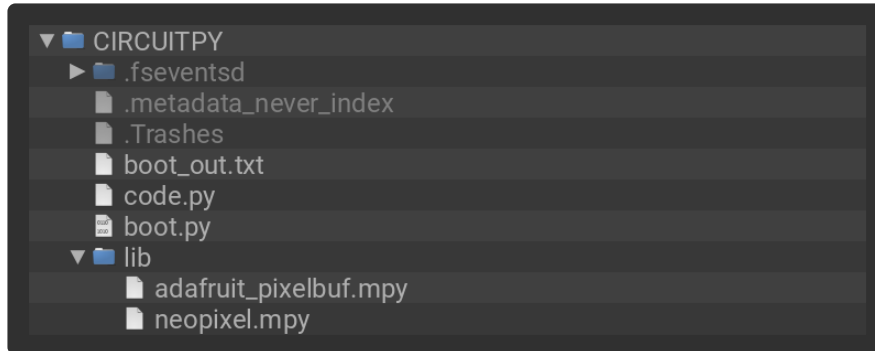 CIRCUITPY
.fseventsd
.metadata_never_index
.Trashes
boot_out.txt
code.py
boot.py
lib
adafruit_pixelbuf.mpy
neopixel.mpy